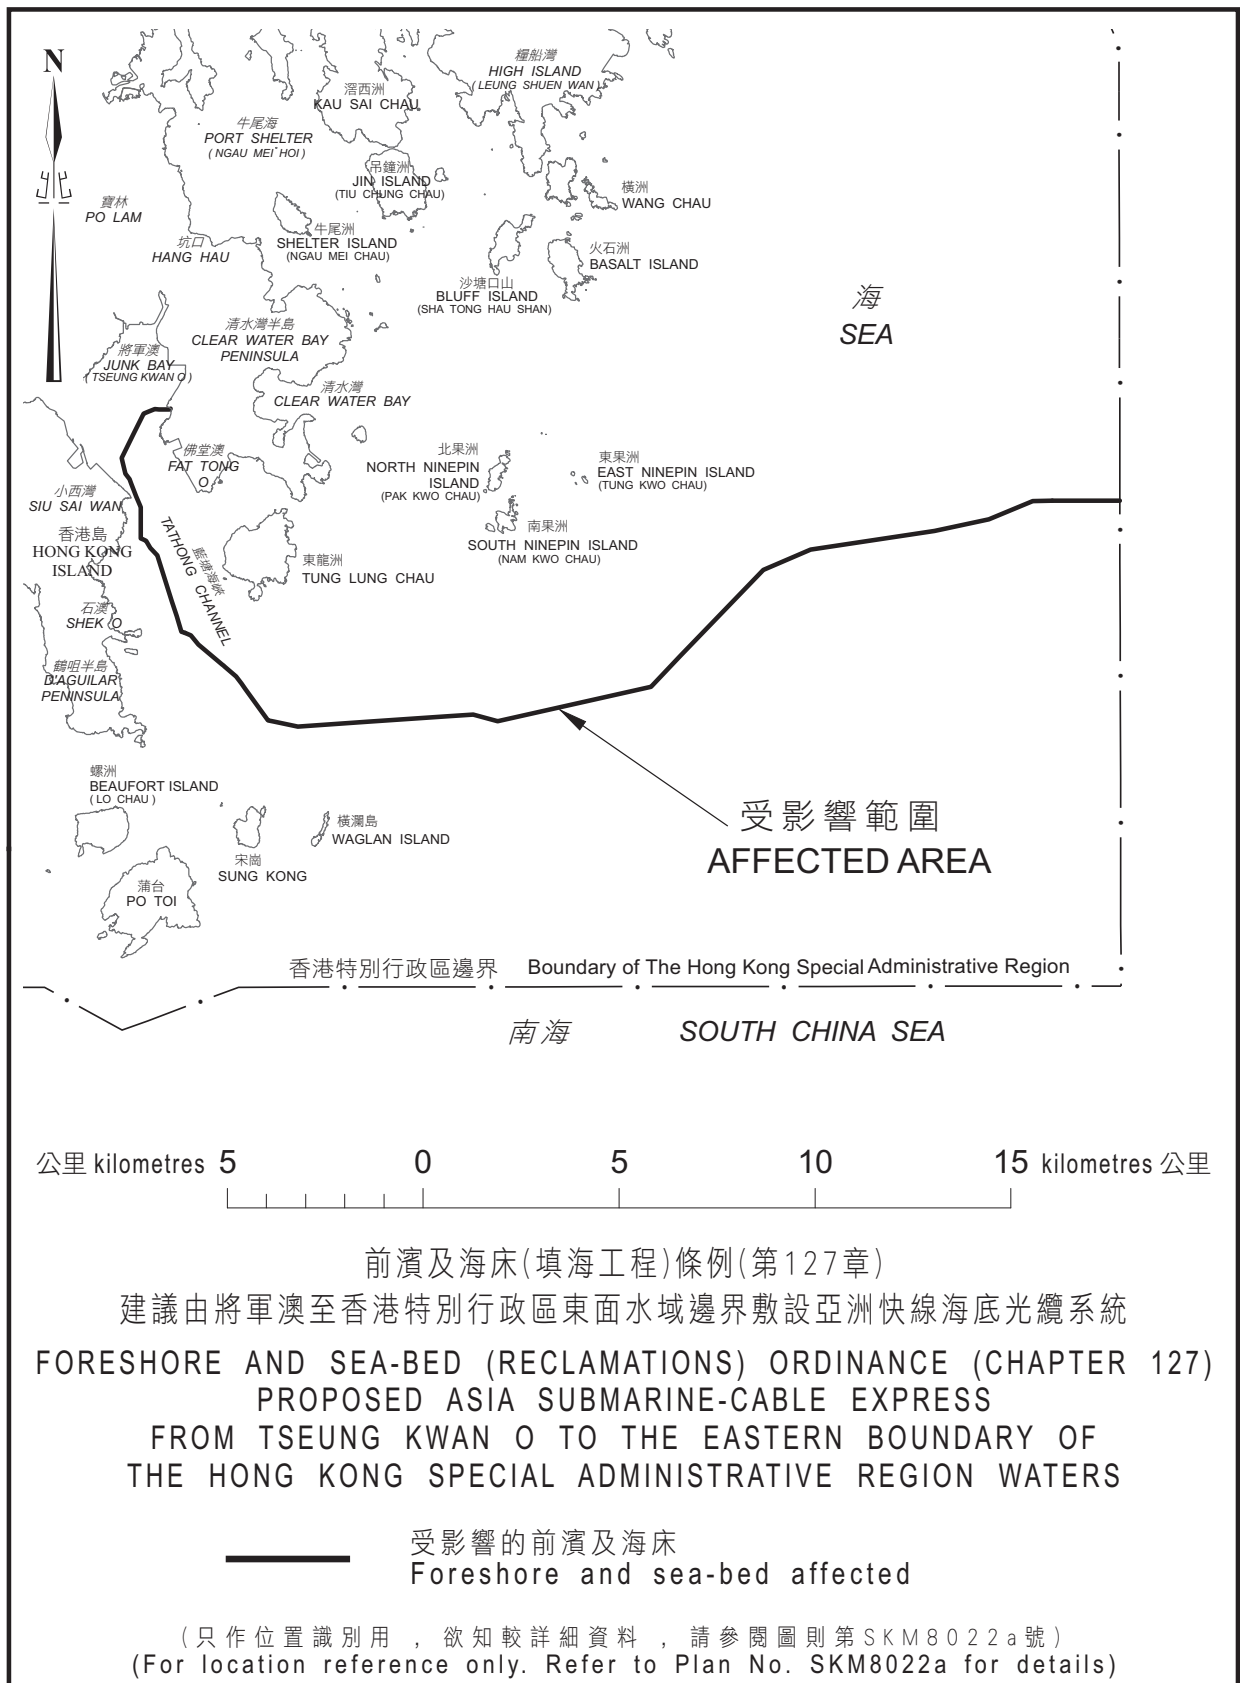 N
糧船灣
HIGH ISLAND
(LEUNG SHUEN WAN)
滘西洲
KAU SAI CHAU
牛尾海
PORT SHELTER
(NGAU MEI HOI)
吊鐘洲
JIN ISLAND
(TIU CHUNG CHAU)
橫洲
WANG CHAU
寶林
PO LAM
牛尾洲
SHELTER ISLAND
(NGAU MEI CHAU)
坑口
HANG HAU
火石洲
BASALT ISLAND
沙塘口山
BLUFF ISLAND
(SHA TONG HAU SHAN)
海
SEA
清水灣半島
CLEAR WATER BAY
PENINSULA
將軍澳
JUNK BAY
(TSEUNG KWAN O)
清水灣
CLEAR WATER BAY
佛堂澳
FAT TONG
O
北果洲
NORTH NINEPIN
ISLAND
(PAK KWO CHAU)
東果洲
EAST NINEPIN ISLAND
(TUNG KWO CHAU)
小西灣
SIU SAI WAN
香港島
HONG KONG
ISLAND
南果洲
SOUTH NINEPIN ISLAND
(NAM KWO CHAU)
藍塘海峽
TATHONG CHANNEL
東龍洲
TUNG LUNG CHAU
石澳
SHEK O
鶴咀半島
D'AGUILAR
PENINSULA
螺洲
BEAUFORT ISLAND
(LO CHAU)
橫瀾島
WAGLAN ISLAND
宋崗
SUNG KONG
蒲台
PO TOI
受影響範圍
AFFECTED AREA
香港特別行政區邊界 Boundary of The Hong Kong Special Administrative Region
南海 SOUTH CHINA SEA
公里 kilometres 5 0 5 10 15 kilometres 公里
前濱及海床(填海工程)條例(第127章)
建議由將軍澳至香港特別行政區東面水域邊界敷設亞洲快線海底光纜系統
FORESHORE AND SEA-BED (RECLAMATIONS) ORDINANCE (CHAPTER 127)
PROPOSED ASIA SUBMARINE-CABLE EXPRESS
FROM TSEUNG KWAN O TO THE EASTERN BOUNDARY OF
THE HONG KONG SPECIAL ADMINISTRATIVE REGION WATERS
受影響的前濱及海床
Foreshore and sea-bed affected
(只作位置識別用 , 欲知較詳細資料 , 請參閱圖則第SKM8022a號)
(For location reference only. Refer to Plan No. SKM8022a for details)